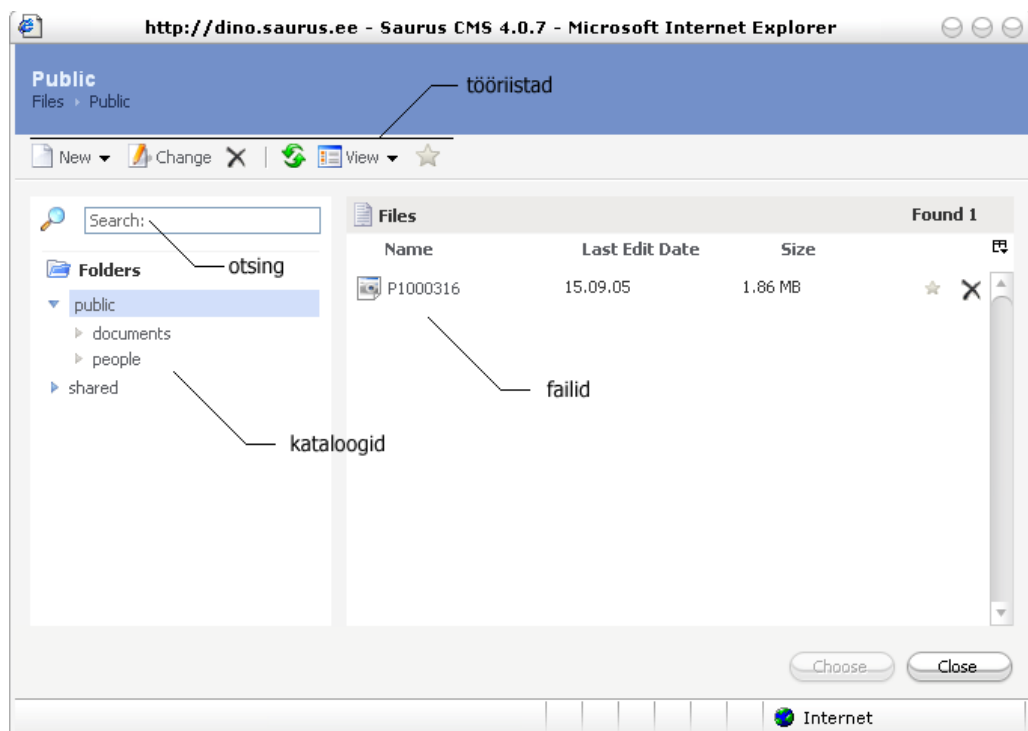 http://dino.saurus.ee - Saurus CMS 4.0.7 - Microsoft Internet Explorer
Public
Files Public
tööriistad
New Change View
Search:
Files Found 1
Name Last Edit Date Size
otsing
Folders
P1000316 15.09.05 1.86 MB
public
documents
people
shared
failid
kataloogid
Choose Close
Internet